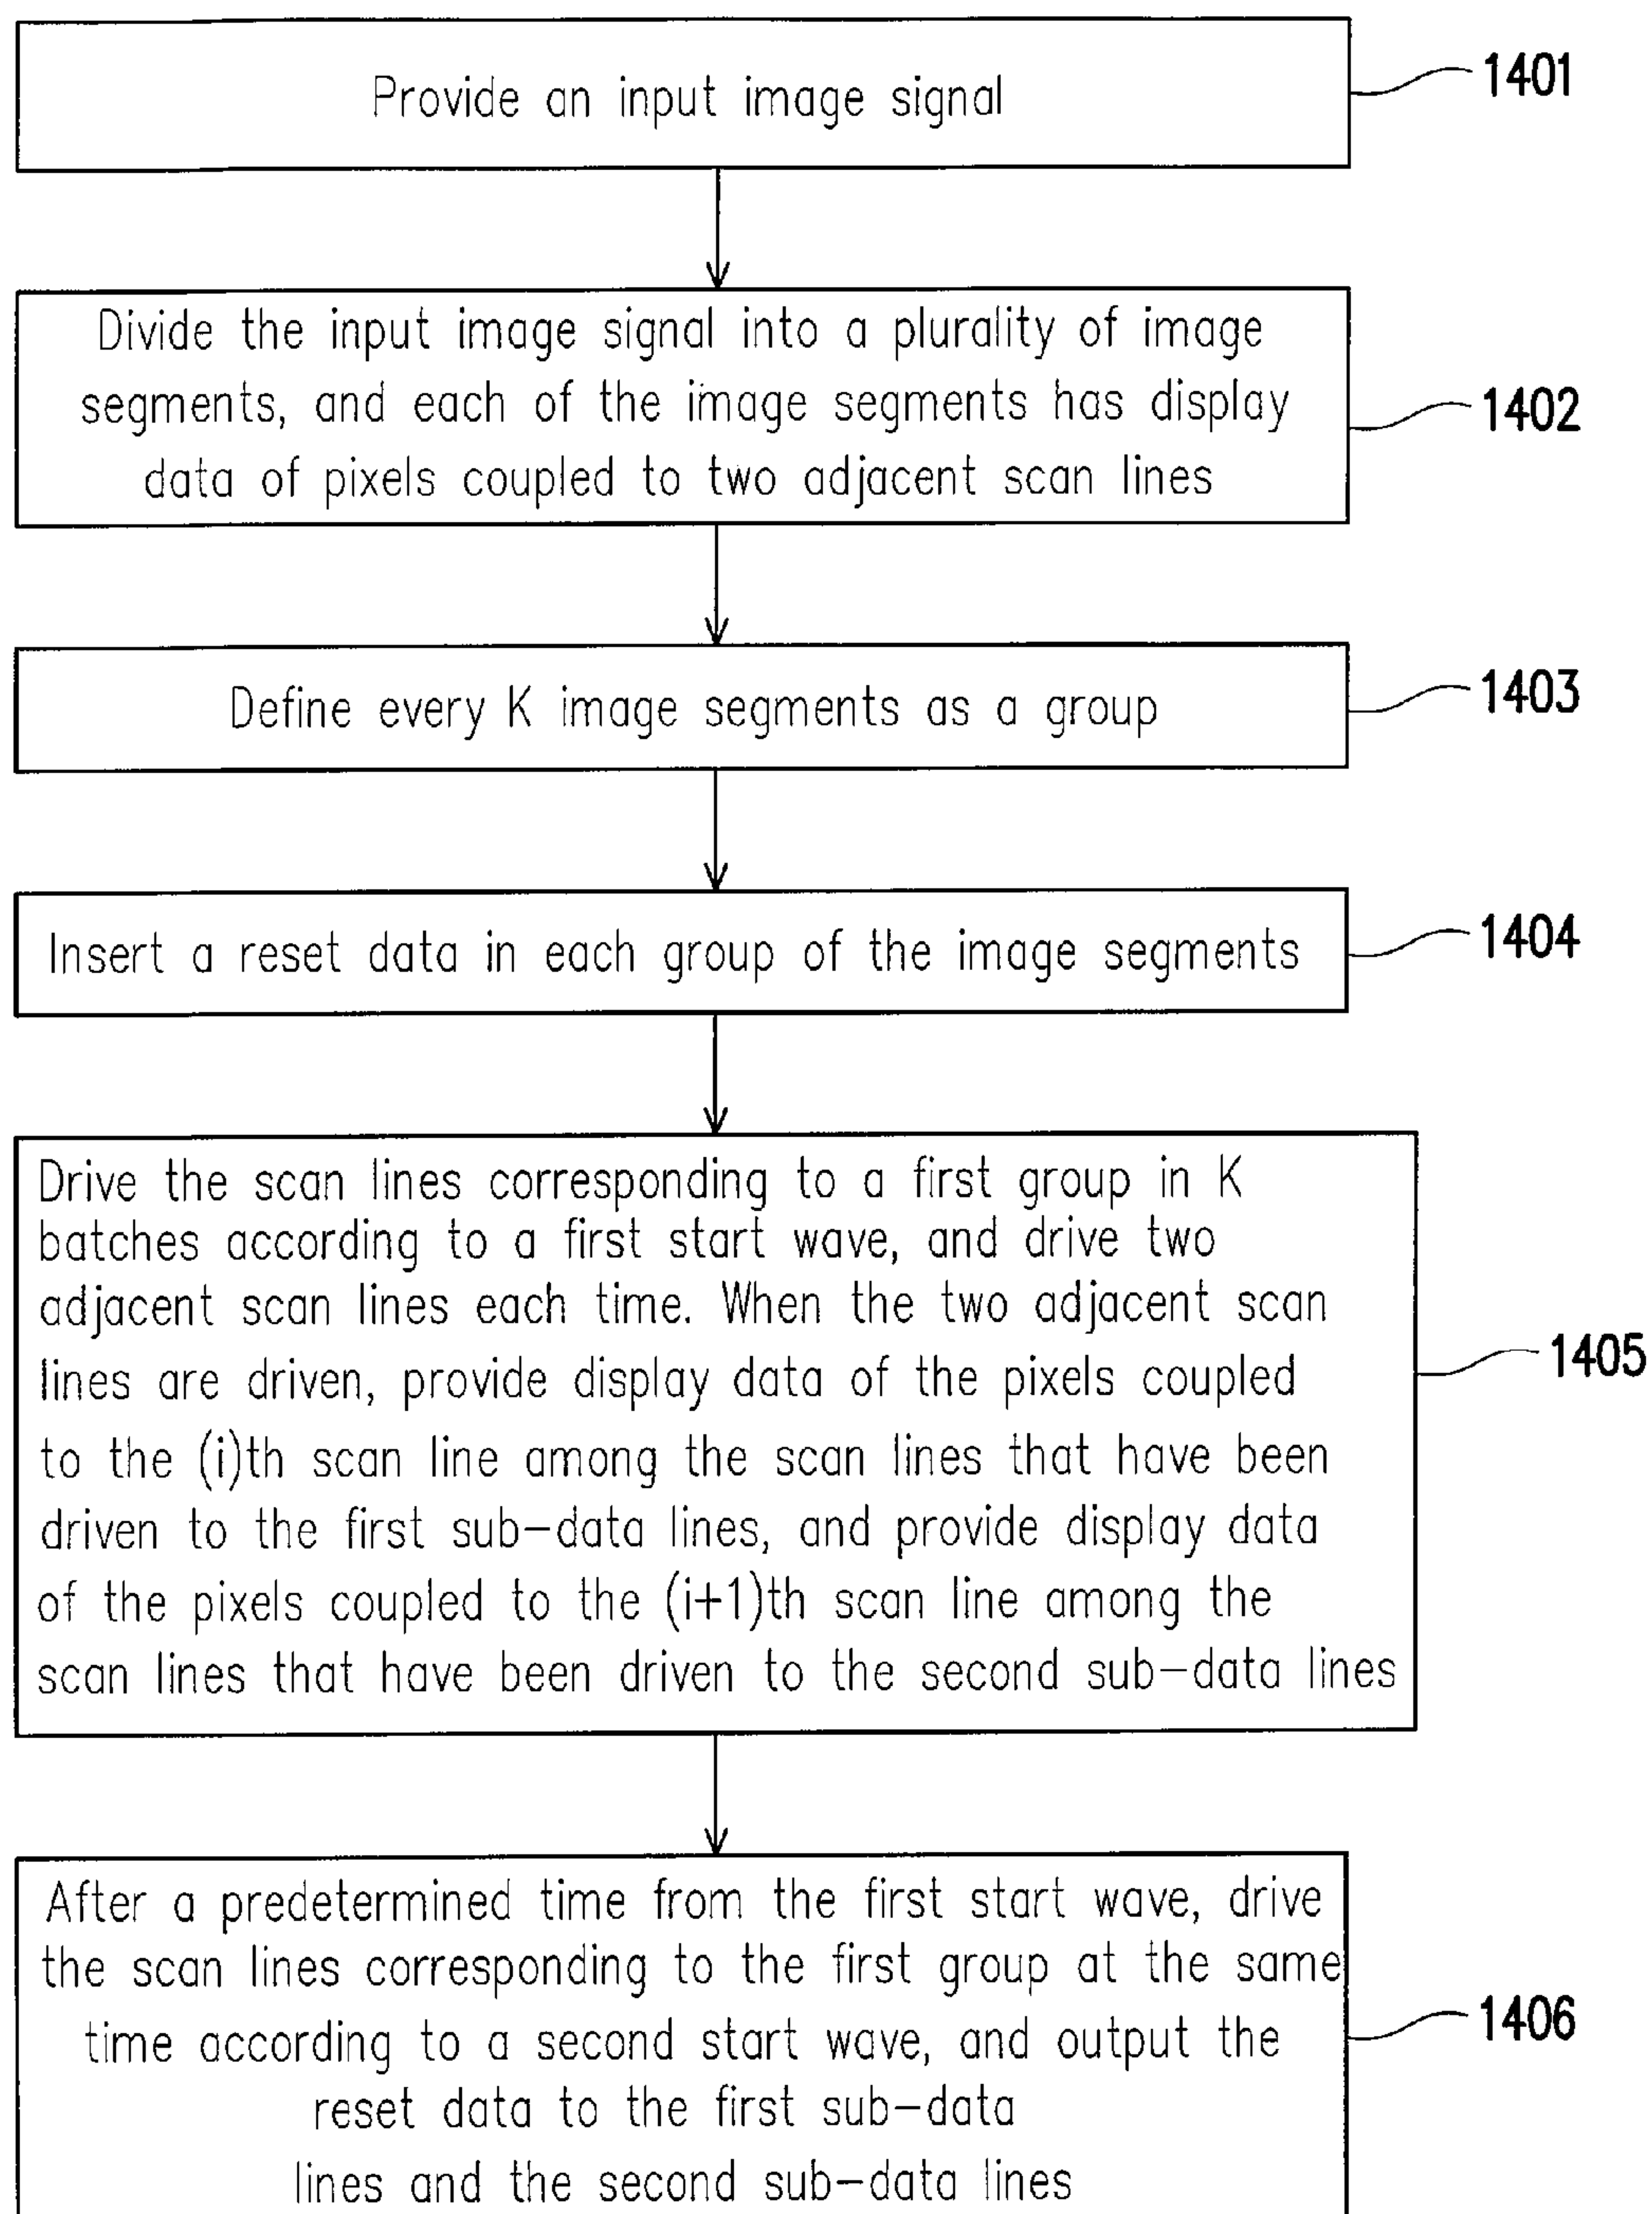 Provide an input image signal
1401
Divide the input image signal into a plurality of image
segments, and each of the image segments has display
data of pixels coupled to two adjacent scan lines
1402
Define every K image segments as a group
1403
Insert a reset data in each group of the image segments
1404
Drive the scan lines corresponding to a first group in K
batches according to a first start wave, and drive two
adjacent scan lines each time. When the two adjacent scan
lines are driven, provide display data of the pixels coupled
to the (i)th scan line among the scan lines that have been
driven to the first sub-data lines, and provide display data
of the pixels coupled to the (i+1)th scan line among the
scan lines that have been driven to the second sub-data lines
1405
After a predetermined time from the first start wave, drive
the scan lines corresponding to the first group at the same
time according to a second start wave, and output the
reset data to the first sub-data
lines and the second sub-data lines
1406